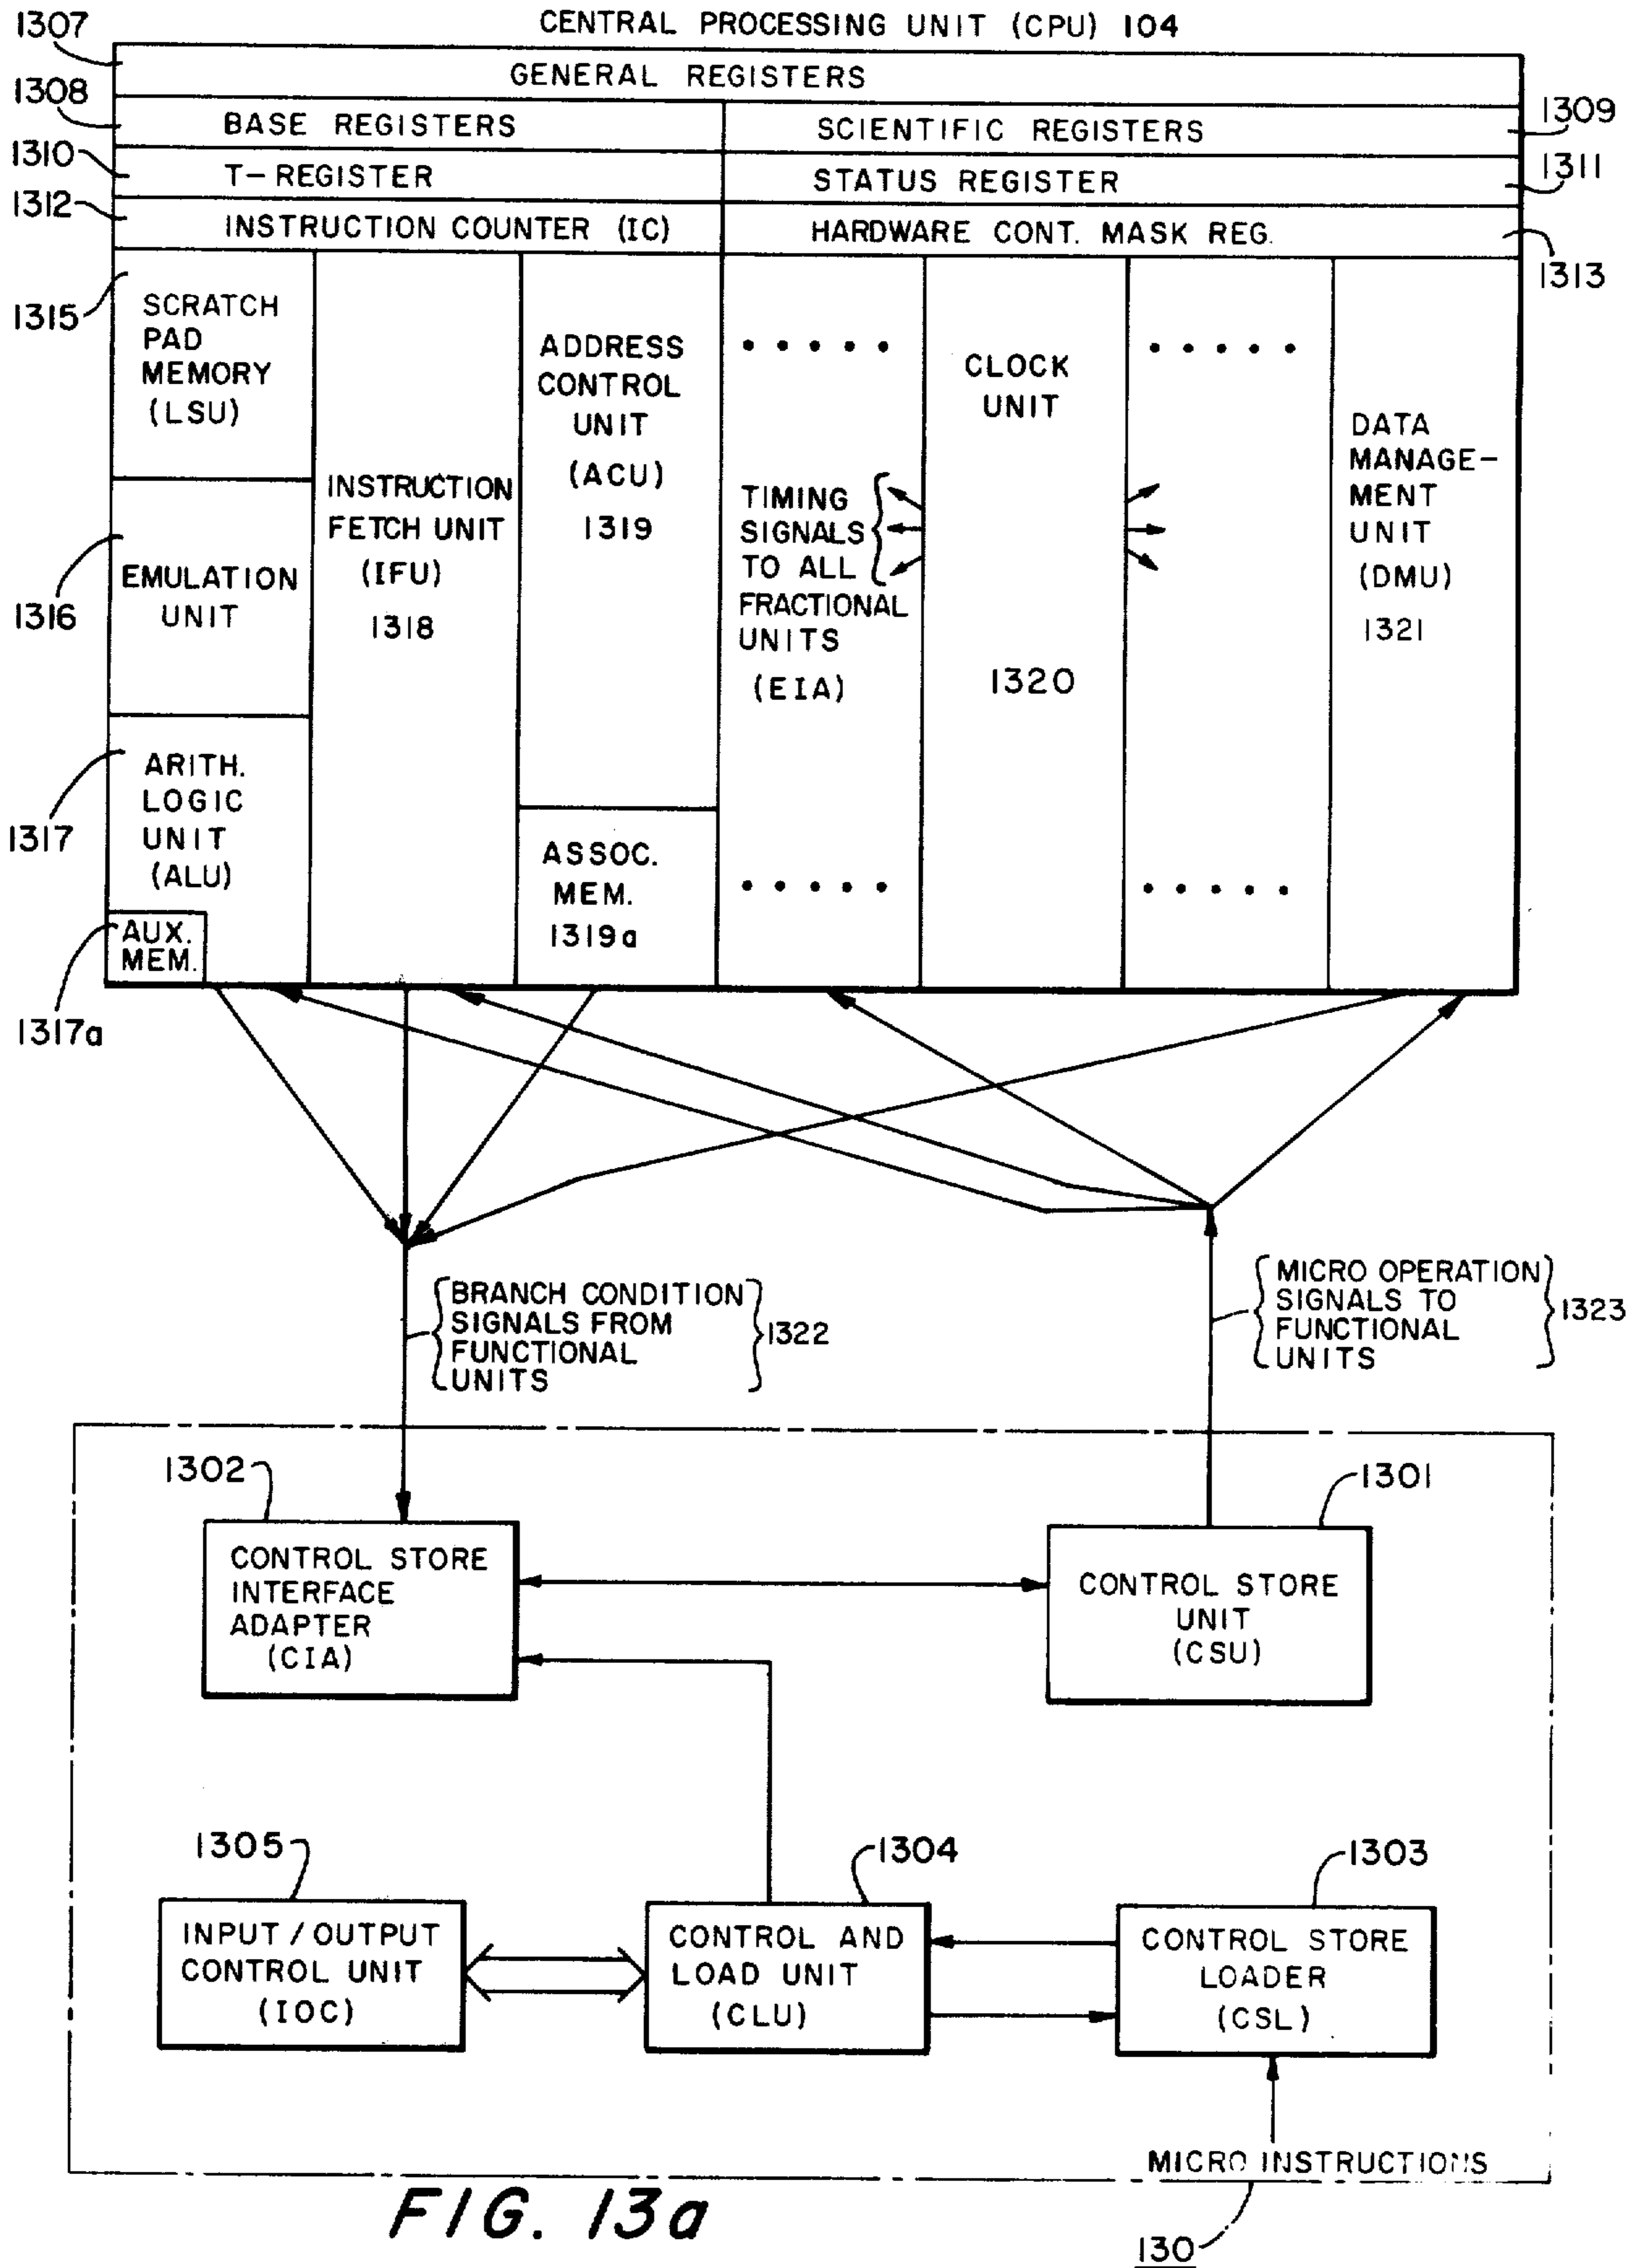 CENTRAL PROCESSING UNIT (CPU) 104
1307
GENERAL REGISTERS
1308
BASE REGISTERS
SCIENTIFIC REGISTERS
1309
1310
T-REGISTER
STATUS REGISTER
1311
1312
INSTRUCTION COUNTER (IC)
HARDWARE CONT. MASK REG.
1313
1315
SCRATCH
PAD
MEMORY
(LSU)
1316
EMULATION
UNIT
1317
ARITH.
LOGIC
UNIT
(ALU)
AUX.
MEM.
1317a
INSTRUCTION
FETCH UNIT
(IFU)
1318
ADDRESS
CONTROL
UNIT
(ACU)
1319
ASSOC.
MEM.
1319a
TIMING
SIGNALS
TO ALL
FRACTIONAL
UNITS
(EIA)
CLOCK
UNIT
1320
DATA
MANAGE-
MENT
UNIT
(DMU)
1321
BRANCH CONDITION
SIGNALS FROM
FUNCTIONAL
UNITS
1322
MICRO OPERATION
SIGNALS TO
FUNCTIONAL
UNITS
1323
1302
CONTROL STORE
INTERFACE
ADAPTER
(CIA)
1301
CONTROL STORE
UNIT
(CSU)
1305
INPUT/OUTPUT
CONTROL UNIT
(IOC)
1304
CONTROL AND
LOAD UNIT
(CLU)
1303
CONTROL STORE
LOADER
(CSL)
MICRO INSTRUCTIONS
130
FIG. 13a